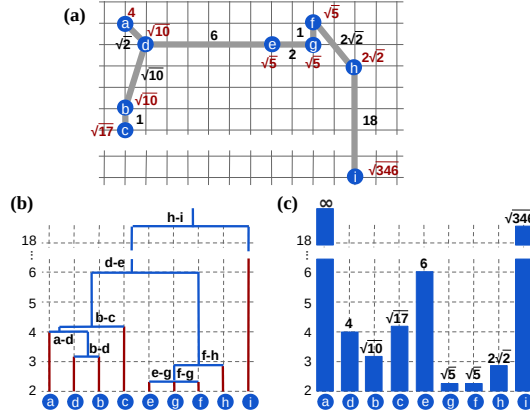 (a)
a 4
√2 d √10 6 1 f √5
e g 2√2
√5 2 √5 h 2√2
√10
b √10 18
√17 c 1
i √346
(b)
h-i
18
⋮
d-e
6
5
b-c
4
a-d
b-d
f-h
3
e-g f-g
2
a d b c e g f h i
(c)
∞
√346
18
⋮
6 6
5
√17
4 4
√10
2√2
3
√5 √5
2
a d b c e g f h i